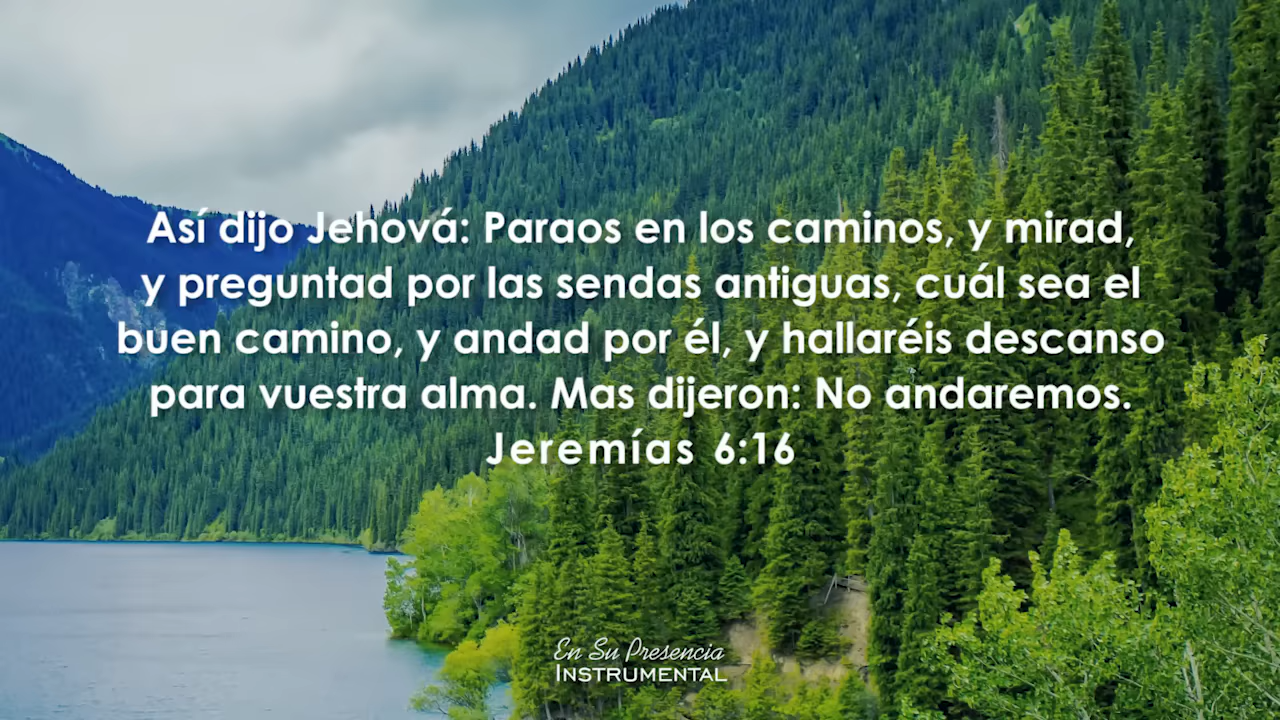 Así dijo Jehová: Paraos en los caminos, y mirad,
y preguntad por las sendas antiguas, cuál sea el
buen camino, y andad por él, y hallaréis descanso
para vuestra alma. Mas dijeron: No andaremos.
Jeremías 6:16
En Su Presencia
INSTRUMENTAL